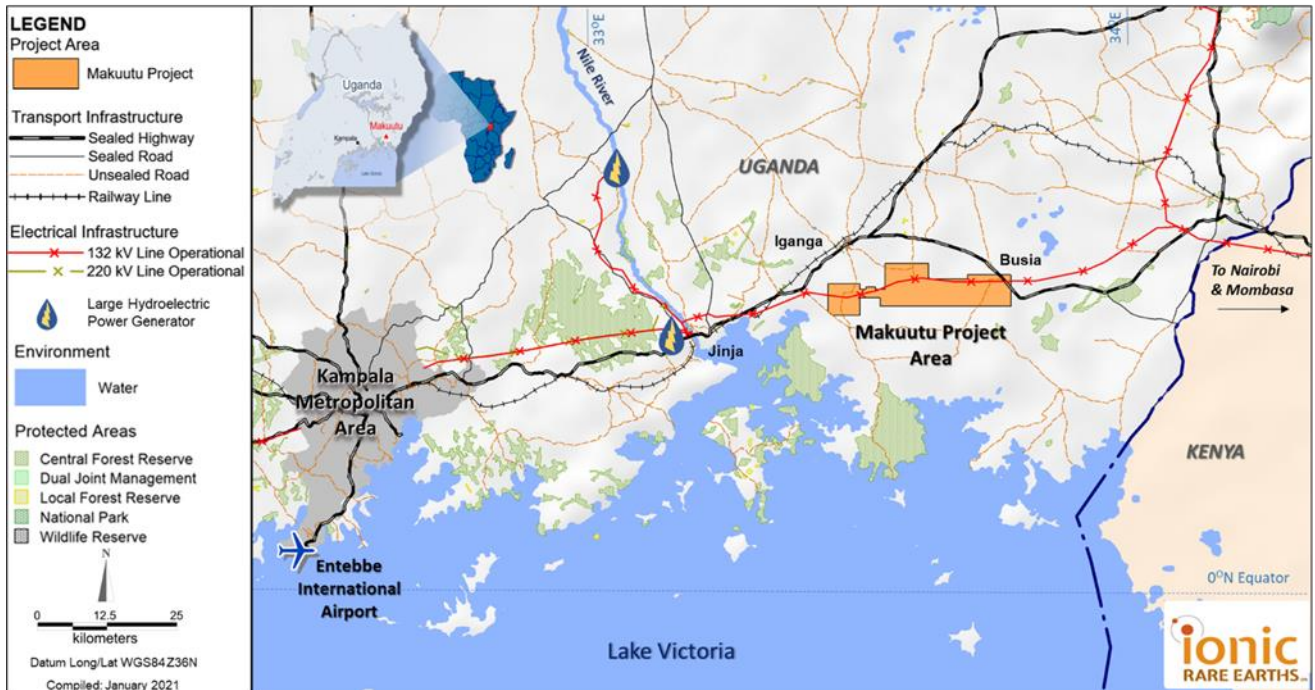 LEGEND
Project Area
Makuutu Project
Transport Infrastructure
Sealed Highway
Sealed Road
Unsealed Road
Railway Line
Electrical Infrastructure
132 kV Line Operational
220 kV Line Operational
Large Hydroelectric
Power Generator
Environment
Water
Protected Areas
Central Forest Reserve
Dual Joint Management
Local Forest Reserve
National Park
Wildlife Reserve
N
0 12.5 25
kilometers
Datum Long/Lat WGS84 Z36N
Compiled: January 2021
Uganda
Kampala
Makuutu
33°E
34°E
Nile River
UGANDA
Iganga
Busia
To Nairobi
& Mombasa
Makuutu Project
Area
Jinja
Kampala
Metropolitan
Area
KENYA
Entebbe
International
Airport
0°N Equator
Lake Victoria
ionic
RARE EARTHS